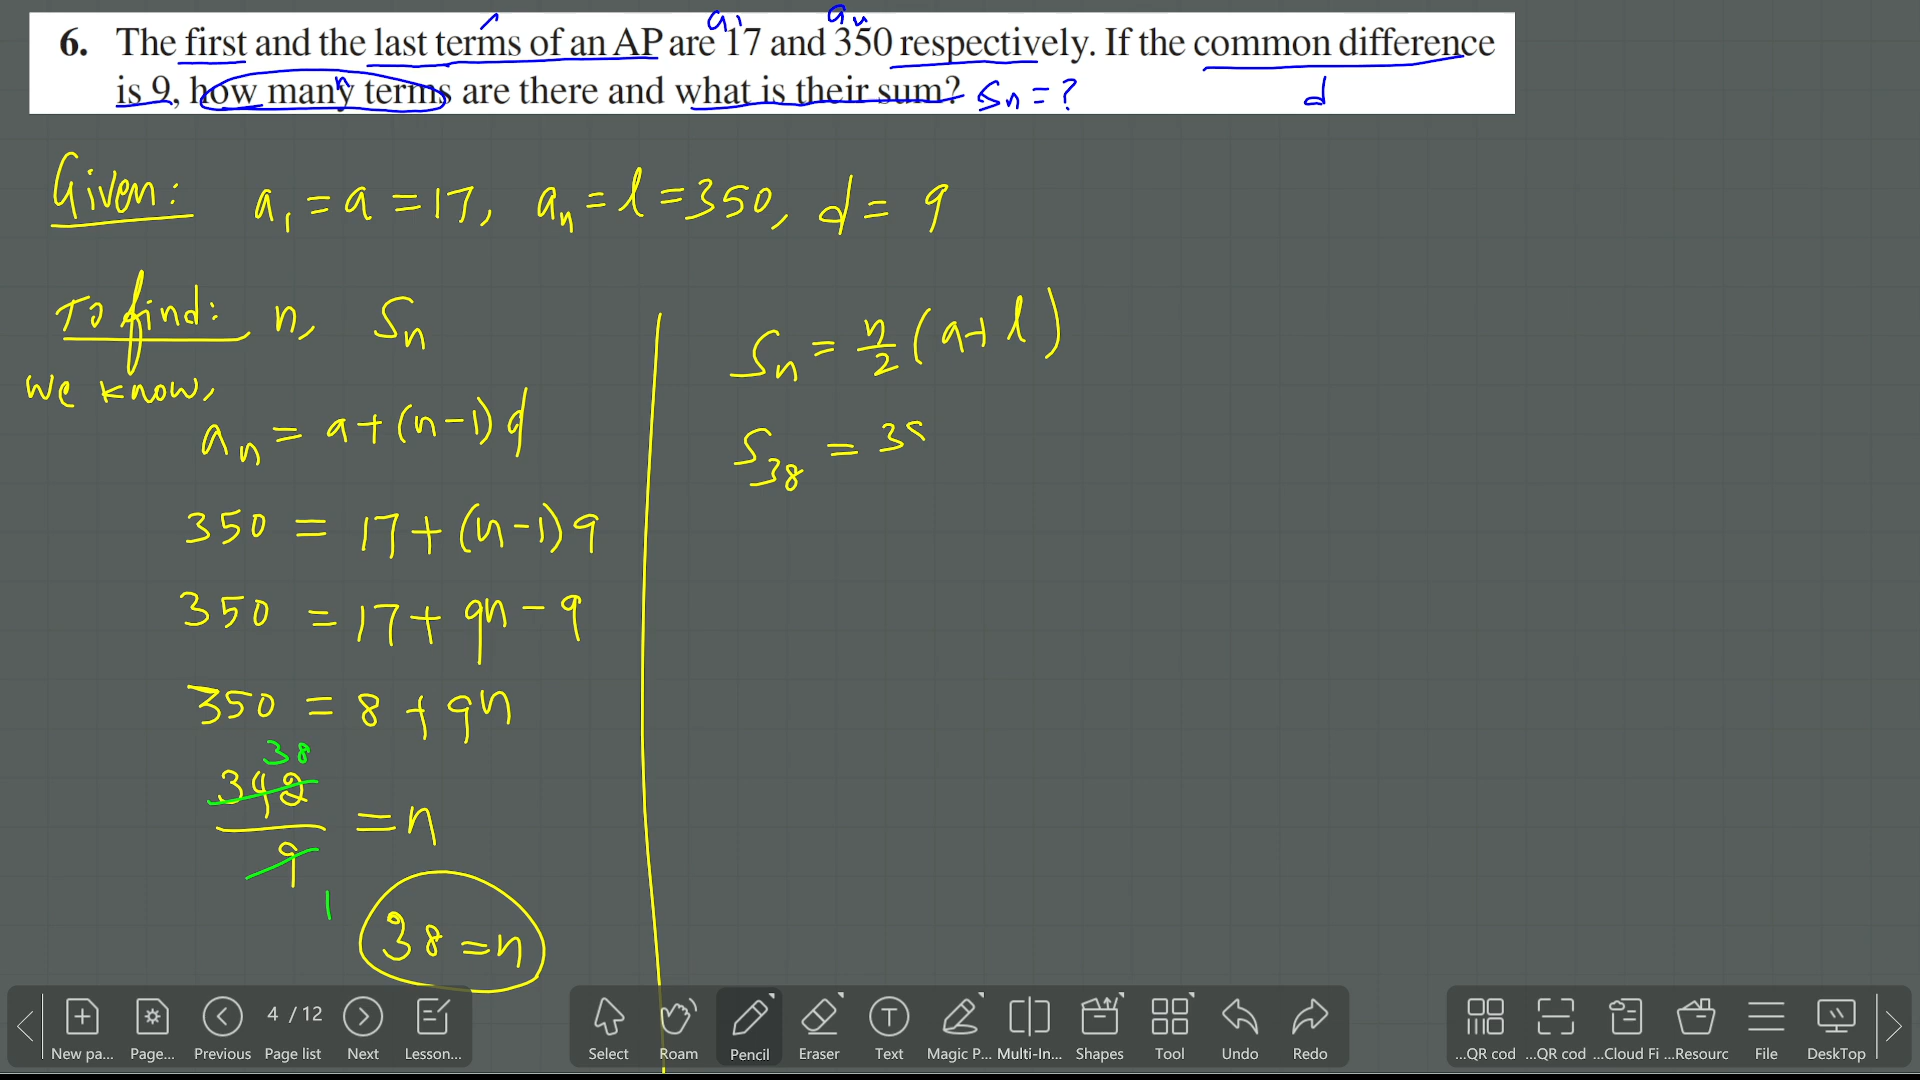 6. The first and the last terms of an AP are 17 and 350 respectively. If the common difference
is 9, how many terms are there and what is their sum? Sn = ?
a1
an
n
d
Given: a1 = a = 17, an = l = 350, d = 9
To find: n, Sn
We know,
an = a + (n-1) d
350 = 17 + (n-1) 9
350 = 17 + 9n - 9
350 = 8 + 9n
38
342
9
= n
1
38 = n
Sn = n/2 (a + l)
S38 =
4 / 12
New pa... Page... Previous Page list Next Lesson...
Select Roam Pencil Eraser Text Magic P... Multi-In... Shapes Tool Undo Redo
...QR cod ...QR cod ...Cloud Fi ...Resourc File DeskTop